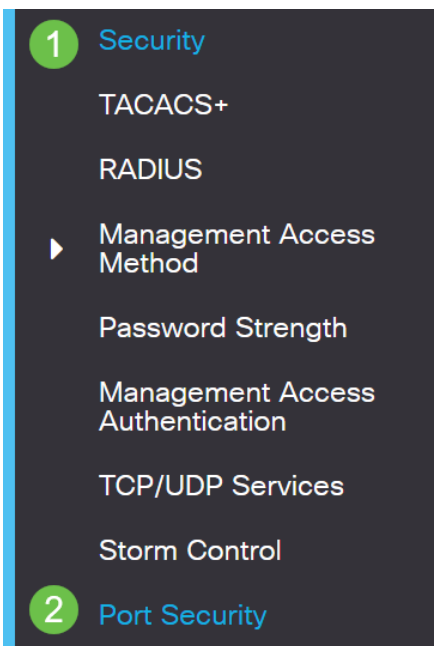 1 Security
TACACS+
RADIUS
Management Access
Method
Password Strength
Management Access
Authentication
TCP/UDP Services
Storm Control
2 Port Security